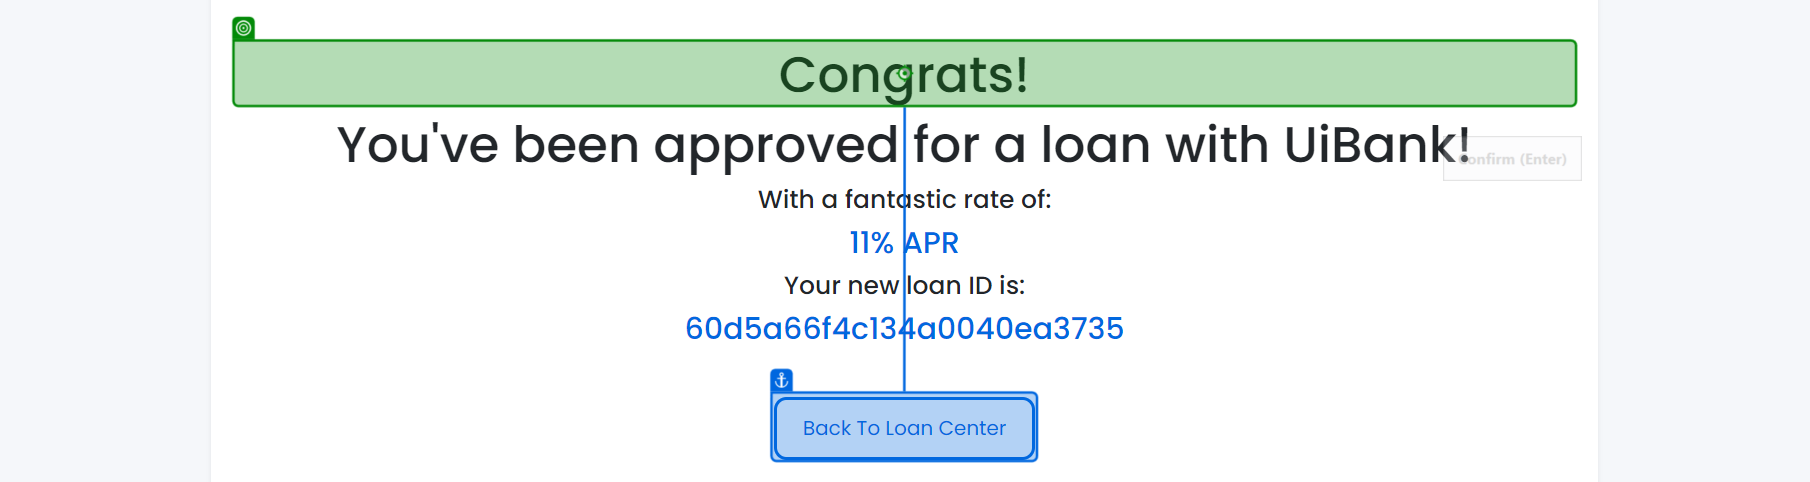 Congrats!
You've been approved for a loan with UiBank!
Confirm (Enter)
With a fantastic rate of:
11% APR
Your new loan ID is:
60d5a66f4c134a0040ea3735
Back To Loan Center